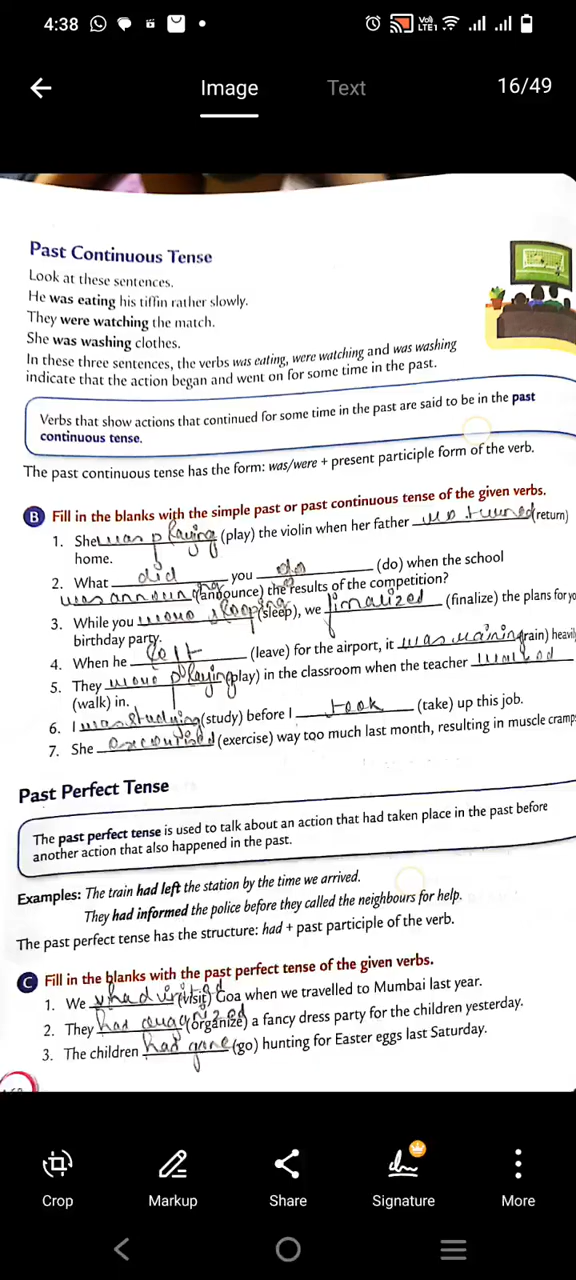 4:38
Vo)
LTE1
Image
Text
16/49
Past Continuous Tense
Look at these sentences.
He was eating his tiffin rather slowly.
They were watching the match.
She was washing clothes.
In these three sentences, the verbs was eating, were watching and was washing
indicate that the action began and went on for some time in the past.
Verbs that show actions that continued for some time in the past are said to be in the past
continuous tense.
The past continuous tense has the form: was/were + present participle form of the verb.
B Fill in the blanks with the simple past or past continuous tense of the given verbs.
1. She was playing (play) the violin when her father returned (return)
home.
2. What did you do (do) when the school
was announcing (announce) the results of the competition?
3. While you were sleeping (sleep), we finalized (finalize) the plans for yo
birthday party.
4. When he left (leave) for the airport, it was raining (rain) heavil
5. They were playing (play) in the classroom when the teacher walked
(walk) in.
6. I was studying (study) before I took (take) up this job.
7. She exercised (exercise) way too much last month, resulting in muscle cramp
Past Perfect Tense
The past perfect tense is used to talk about an action that had taken place in the past before
another action that also happened in the past.
Examples: The train had left the station by the time we arrived.
They had informed the police before they called the neighbours for help.
The past perfect tense has the structure: had + past participle of the verb.
C Fill in the blanks with the past perfect tense of the given verbs.
1. We had visited (visit) Goa when we travelled to Mumbai last year.
2. They had organized (organize) a fancy dress party for the children yesterday.
3. The children had gone (go) hunting for Easter eggs last Saturday.
Crop
Markup
Share
Signature
More